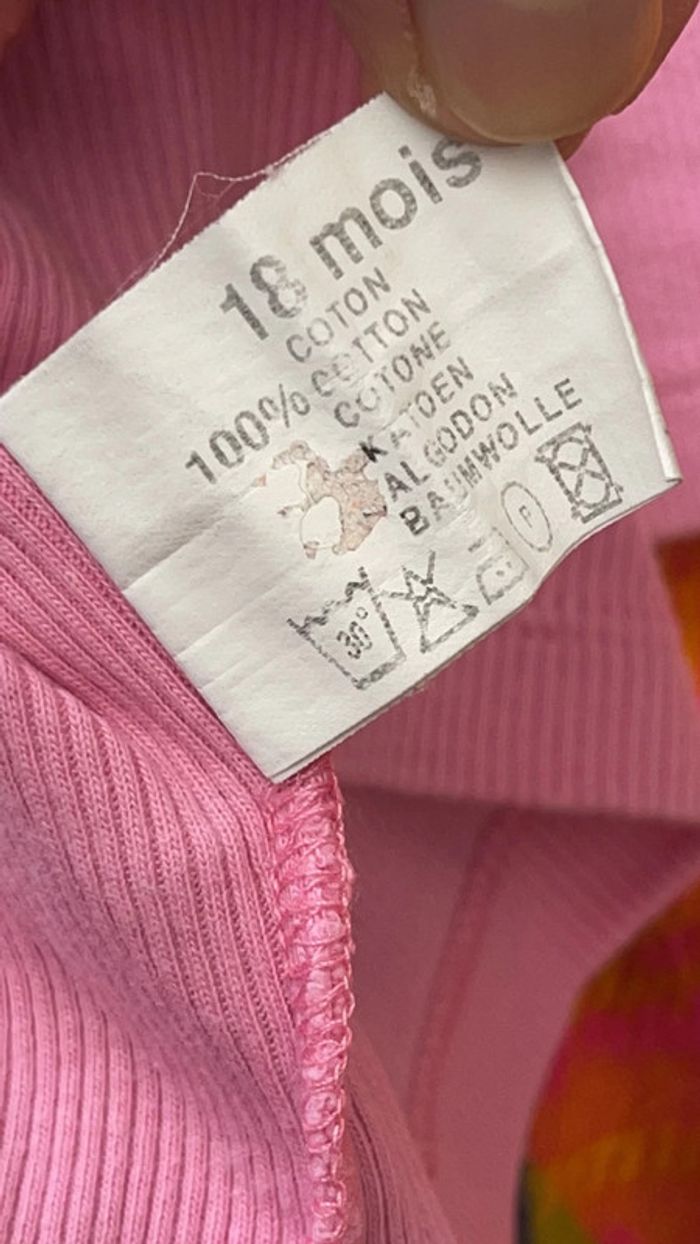 18 mois
COTON
COTTON
100% COTONE
KATOEN
ALGODON
BAUMWOLLE
30°
P